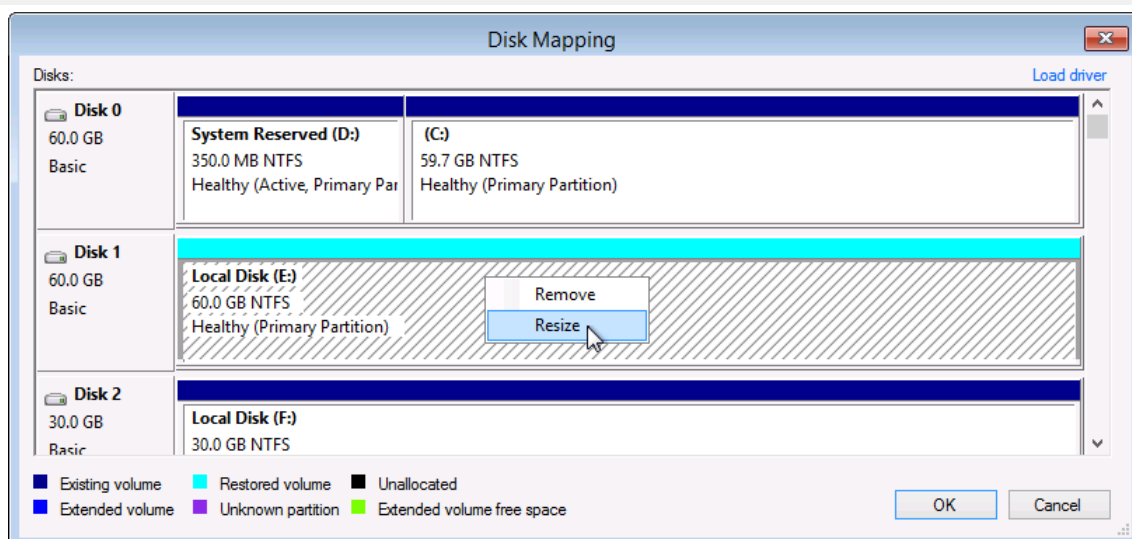 Disk Mapping
Disks:
Load driver
Disk 0
60.0 GB
Basic
System Reserved (D:)
350.0 MB NTFS
Healthy (Active, Primary Par
(C:)
59.7 GB NTFS
Healthy (Primary Partition)
Disk 1
60.0 GB
Basic
Local Disk (E:)
60.0 GB NTFS
Healthy (Primary Partition)
Remove
Resize
Disk 2
30.0 GB
Basic
Local Disk (F:)
30.0 GB NTFS
Existing volume
Restored volume
Unallocated
Extended volume
Unknown partition
Extended volume free space
OK
Cancel